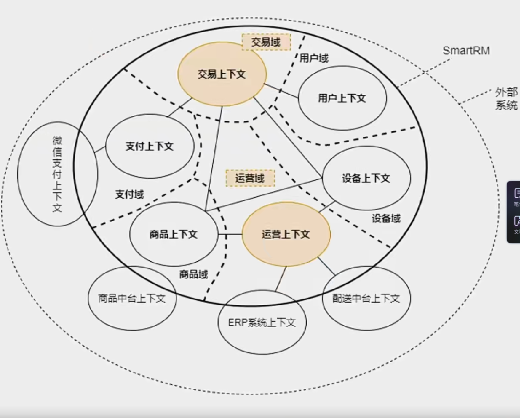 交易域
SmartRM
用户域
交易上下文
外部
系统
用户上下文
支付上下文
微信支付上下文
运营域
设备上下文
支付域
设备域
商品上下文
运营上下文
商品域
商品中台上下文
配送中台上下文
ERP系统上下文